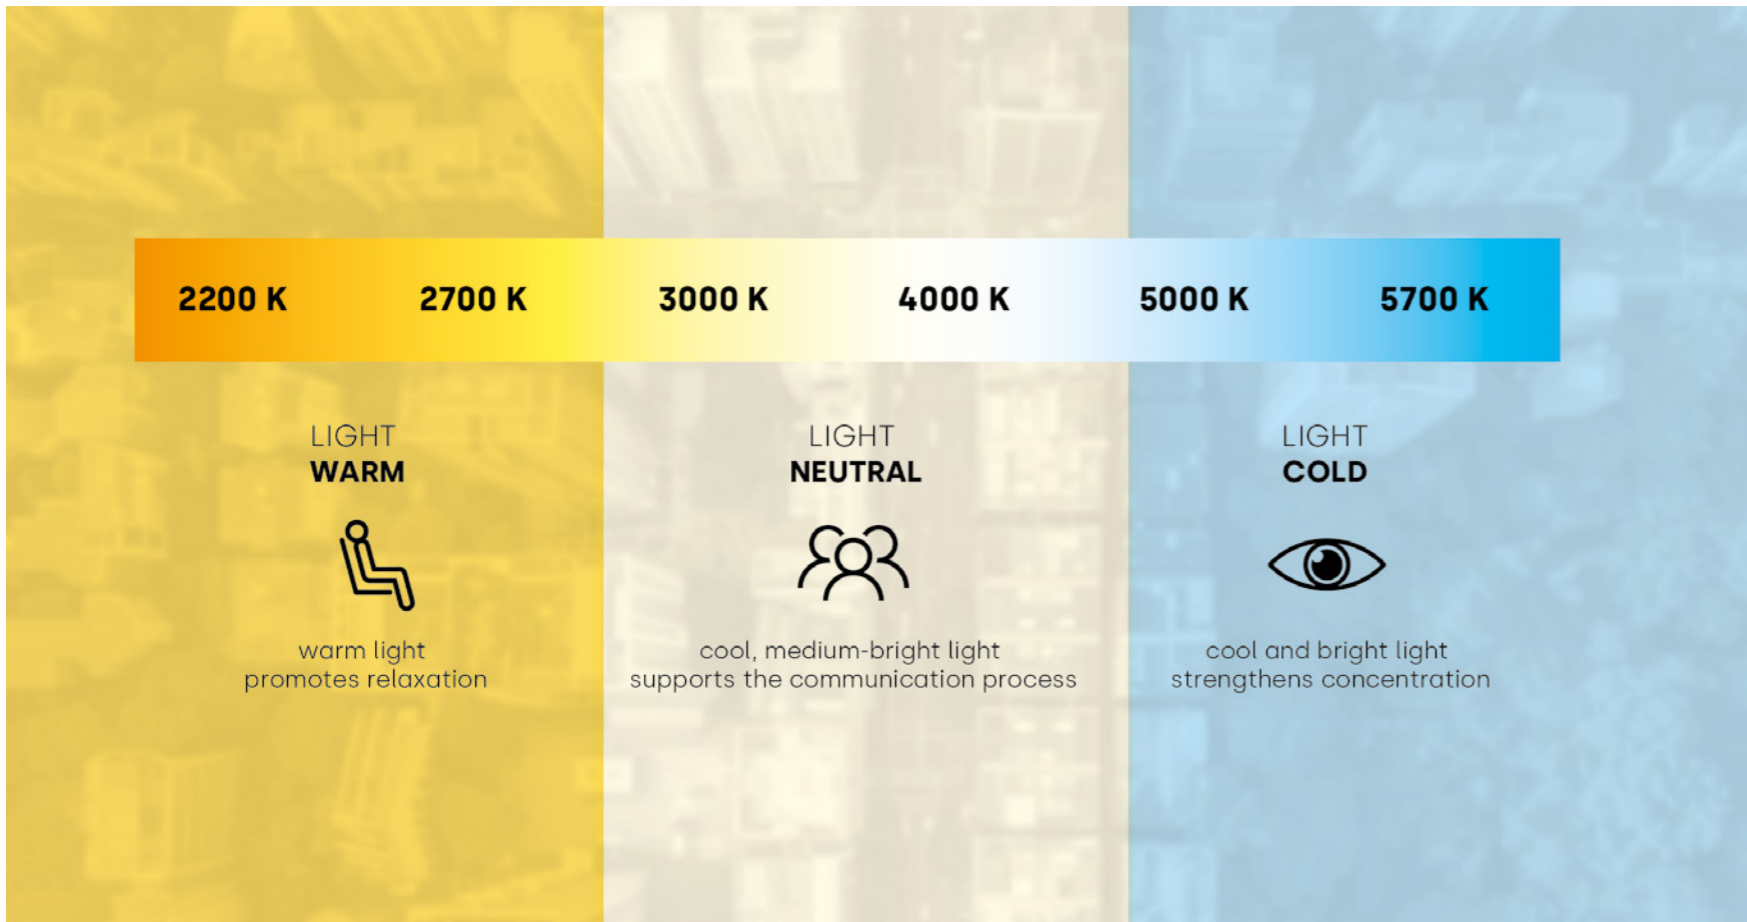 2200 K 2700 K 3000 K 4000 K 5000 K 5700 K
LIGHT
WARM
warm light
promotes relaxation
LIGHT
NEUTRAL
cool, medium-bright light
supports the communication process
LIGHT
COLD
cool and bright light
strengthens concentration